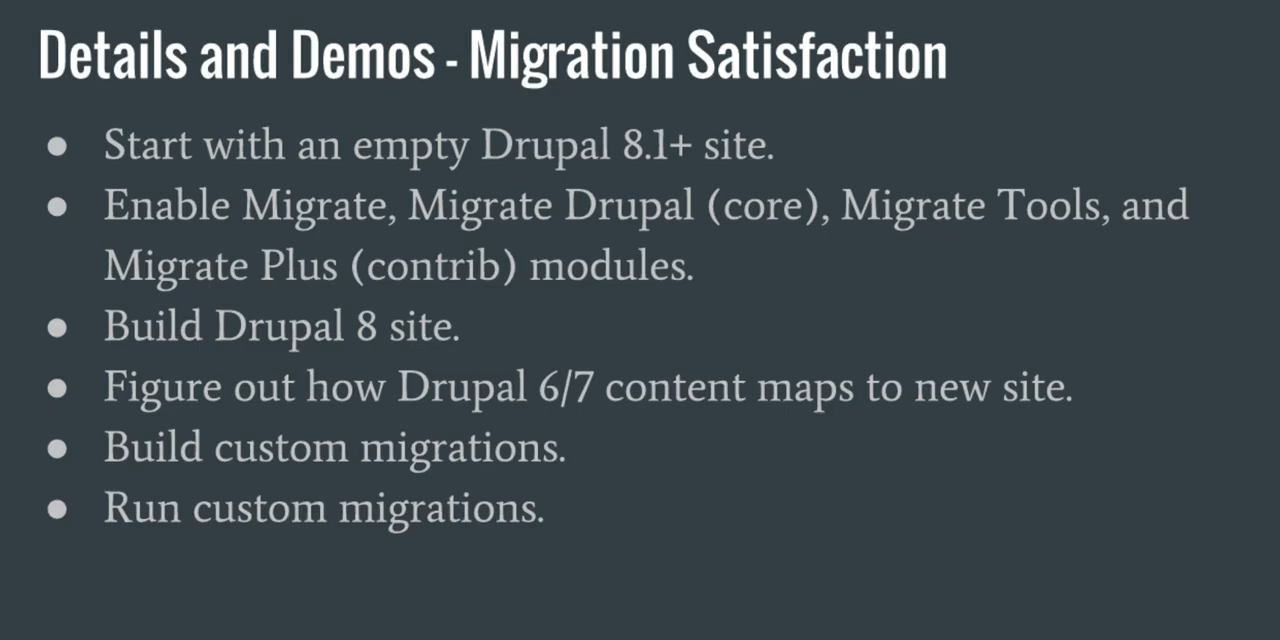 Details and Demos - Migration Satisfaction
● Start with an empty Drupal 8.1+ site.
● Enable Migrate, Migrate Drupal (core), Migrate Tools, and
Migrate Plus (contrib) modules.
● Build Drupal 8 site.
● Figure out how Drupal 6/7 content maps to new site.
● Build custom migrations.
● Run custom migrations.